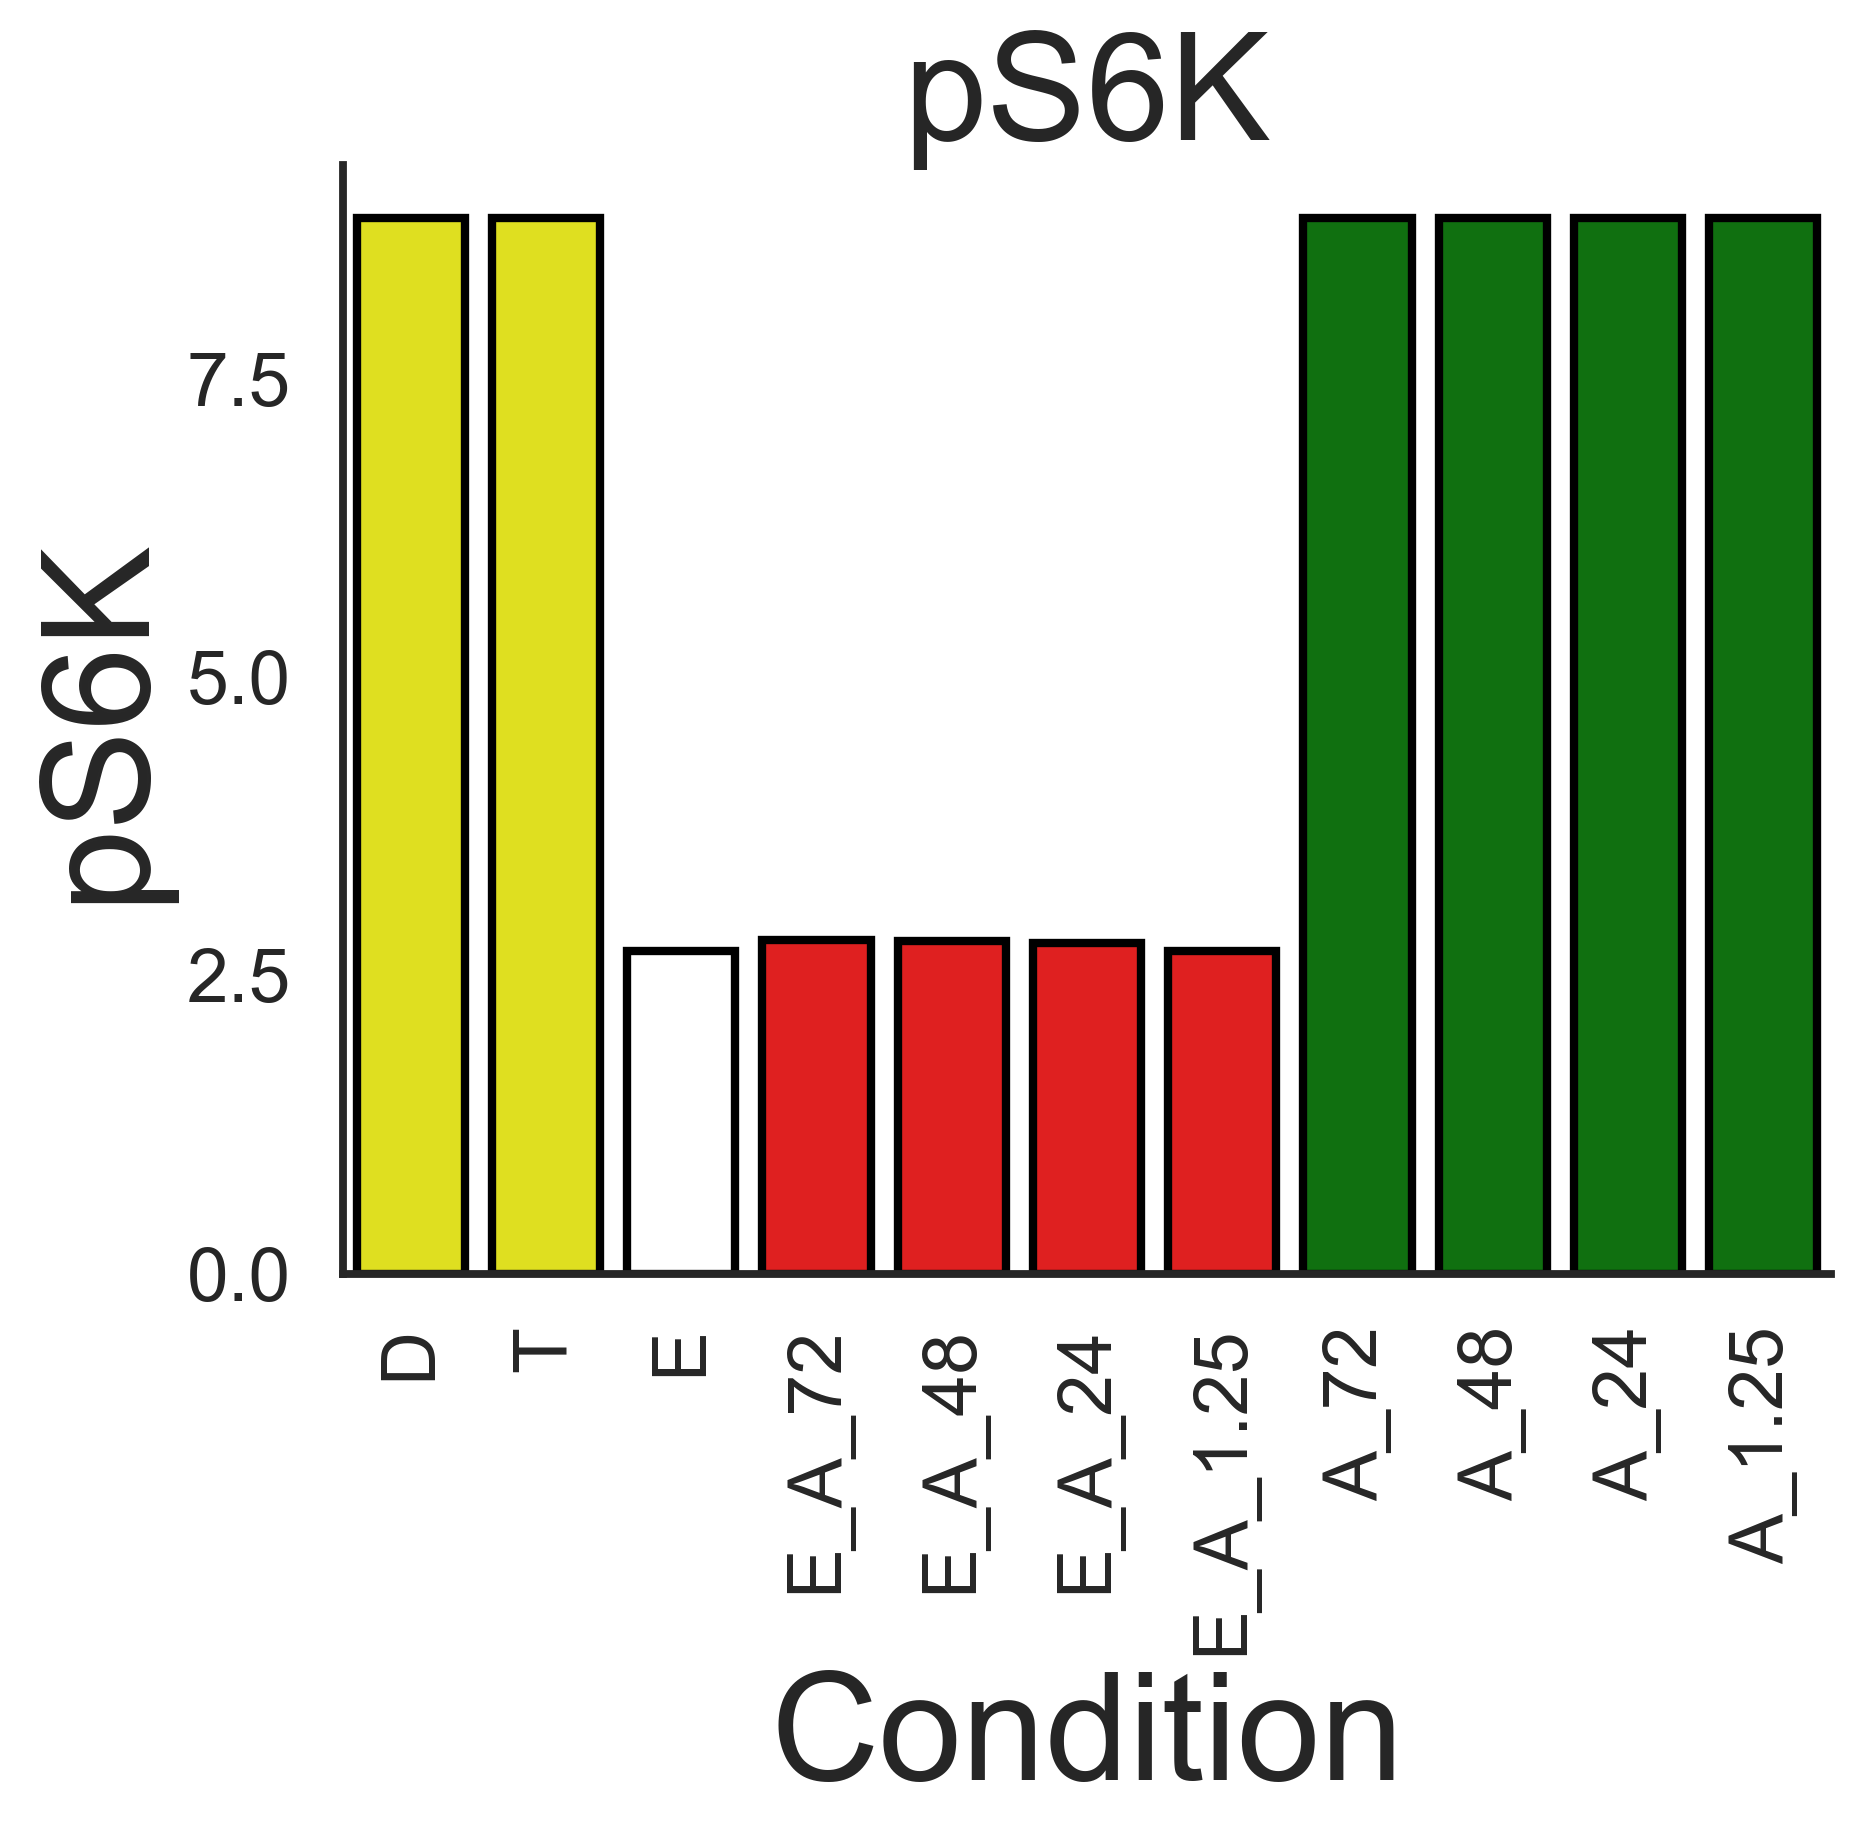 pS6K
pS6K
7.5
5.0
2.5
0.0
D
T
E
E_A_72
E_A_48
E_A_24
E_A_1.25
A_72
A_48
A_24
A_1.25
Condition